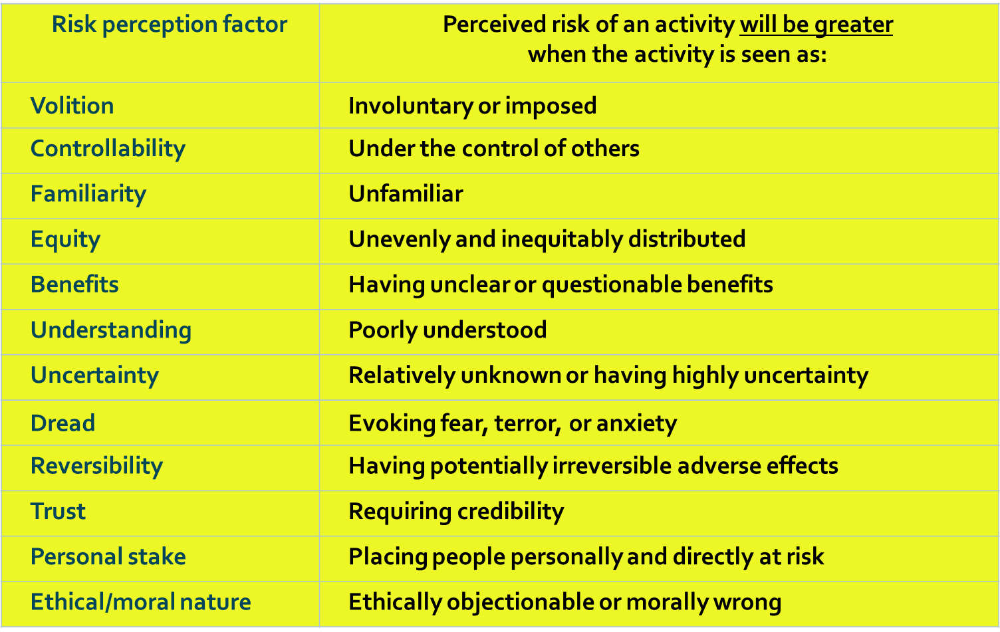 Risk perception factor
Perceived risk of an activity will be greater
when the activity is seen as:
Volition
Involuntary or imposed
Controllability
Under the control of others
Familiarity
Unfamiliar
Equity
Unevenly and inequitably distributed
Benefits
Having unclear or questionable benefits
Understanding
Poorly understood
Uncertainty
Relatively unknown or having highly uncertainty
Dread
Evoking fear, terror, or anxiety
Reversibility
Having potentially irreversible adverse effects
Trust
Requiring credibility
Personal stake
Placing people personally and directly at risk
Ethical/moral nature
Ethically objectionable or morally wrong